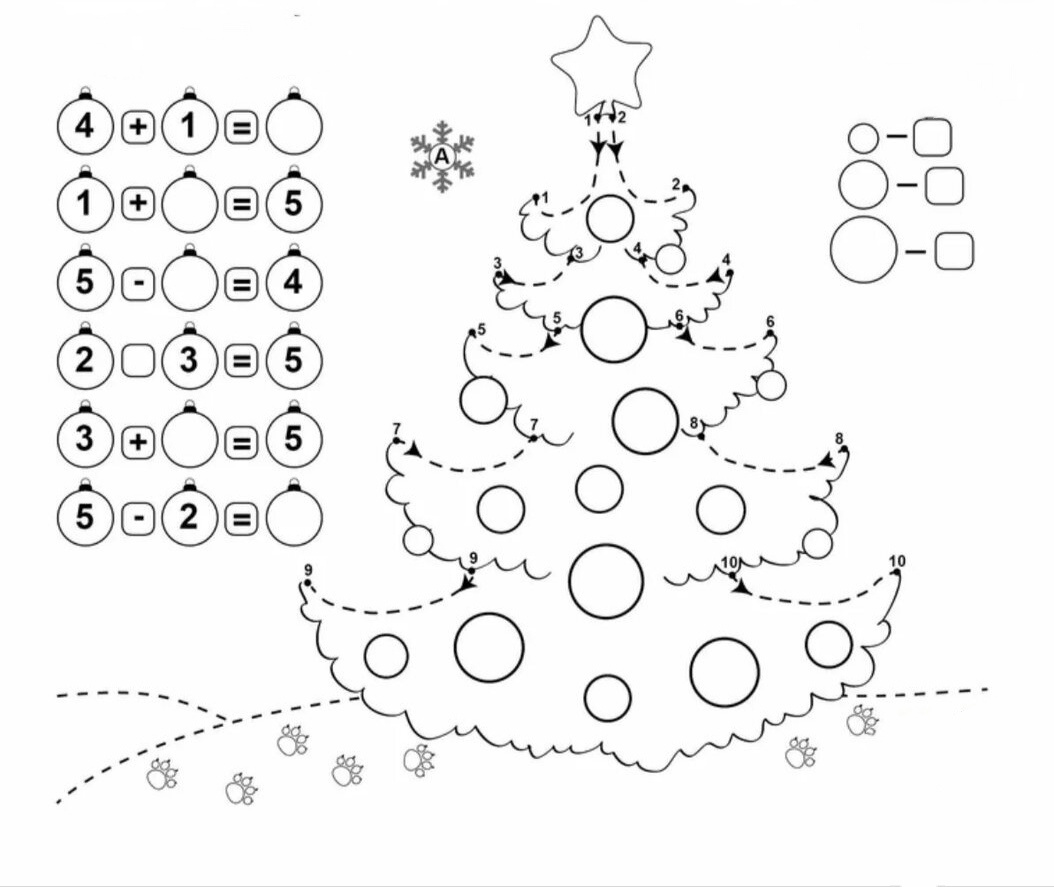 4 + 1 =
1 + = 5
5 - = 4
2 3 = 5
3 + = 5
5 - 2 =
A
1 2
1 2
3 4
3 4
5 6
5 6
7 8
7 8
9 10
9 10
–
–
–